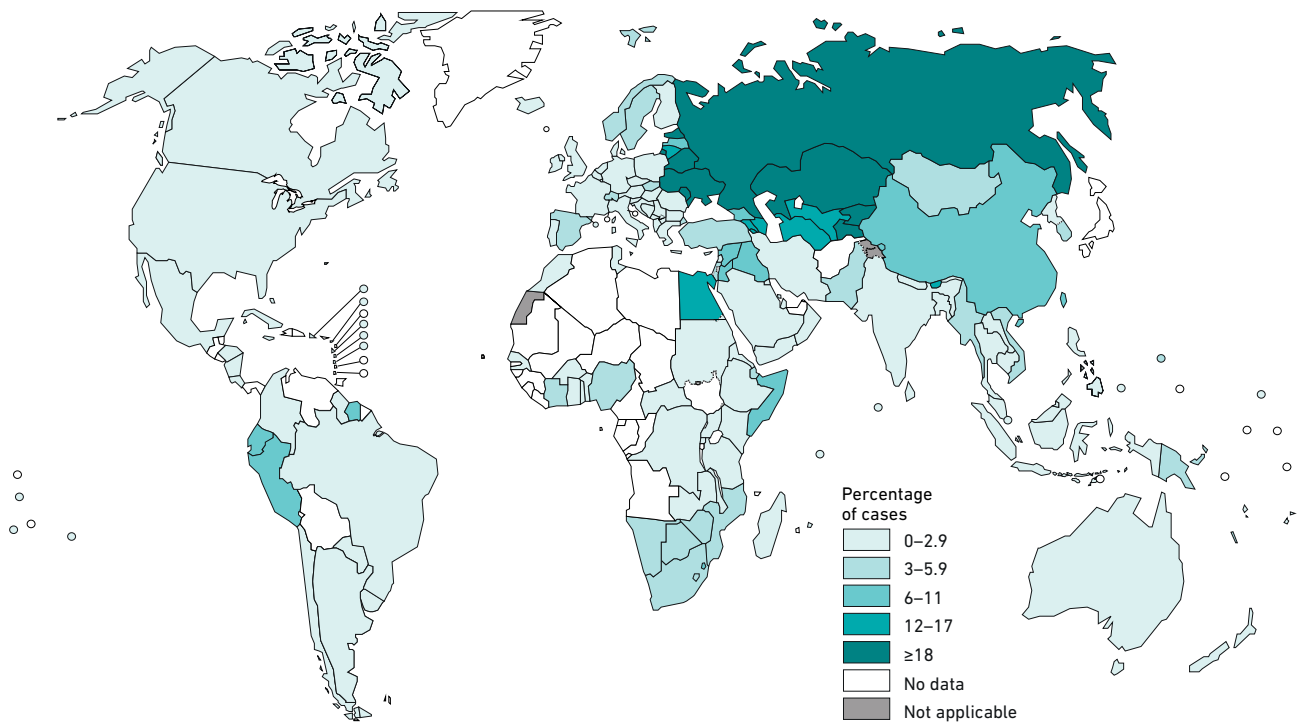 Percentage
of cases
0–2.9
3–5.9
6–11
12–17
≥18
No data
Not applicable